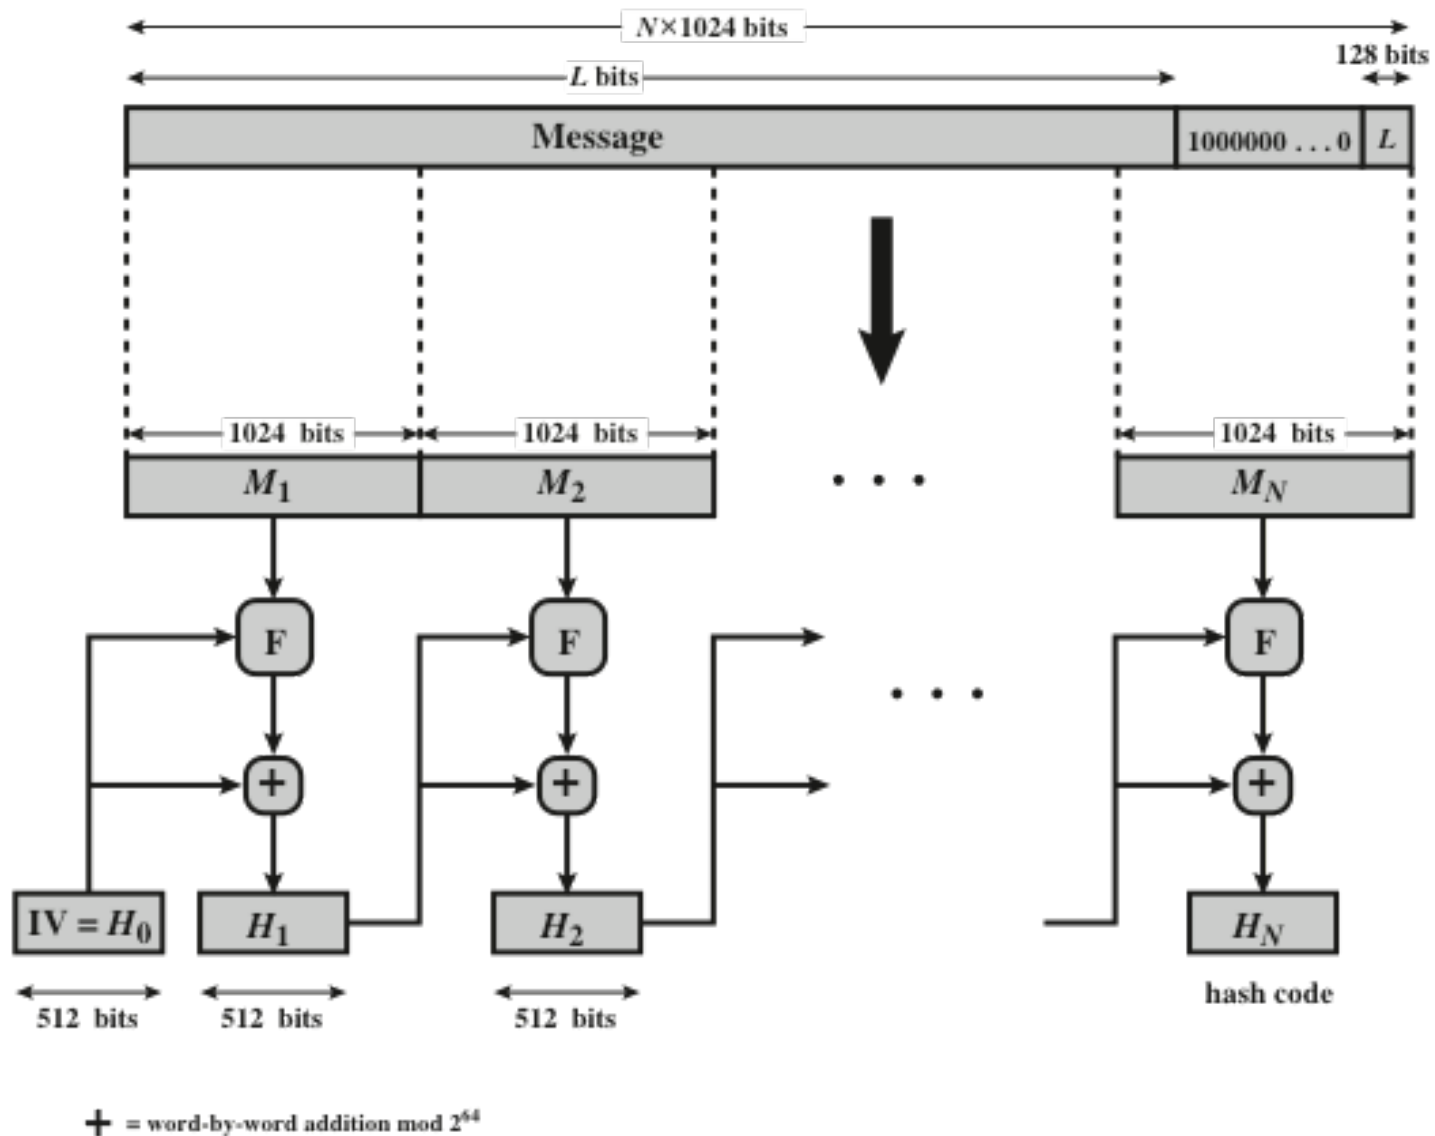 N×1024 bits
128 bits
L bits
Message
1000000 . . . 0
L
1024 bits
1024 bits
1024 bits
M1
M2
. . .
MN
F
F
F
. . .
+
+
+
IV = H0
H1
H2
HN
512 bits
512 bits
512 bits
hash code
+ = word-by-word addition mod 2^64